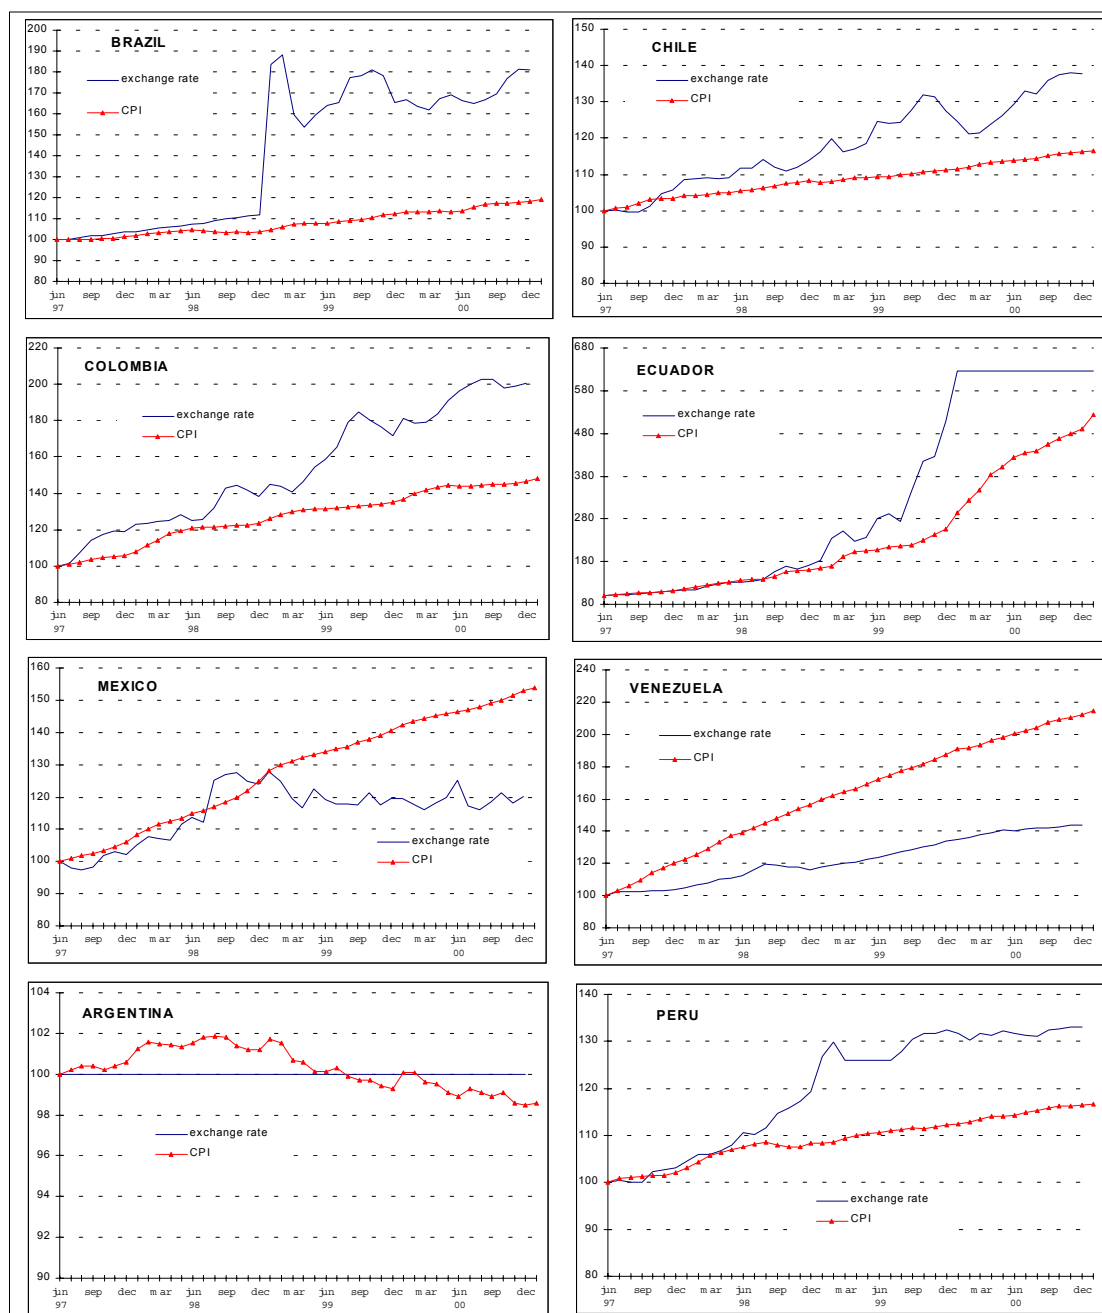 BRAZIL
exchange rate
CPI
200
190
180
170
160
150
140
130
120
110
100
90
80
jun sep dec mar jun sep dec mar jun sep dec mar jun sep dec
97 98 99 00
CHILE
exchange rate
CPI
150
140
130
120
110
100
90
80
jun sep dec mar jun sep dec mar jun sep dec mar jun sep dec
97 98 99 00
COLOMBIA
exchange rate
CPI
220
200
180
160
140
120
100
80
jun sep dec mar jun sep dec mar jun sep dec mar jun sep dec
97 98 99 00
ECUADOR
exchange rate
CPI
680
580
480
380
280
180
80
jun sep dec mar jun sep dec mar jun sep dec mar jun sep dec
97 98 99 00
MEXICO
exchange rate
CPI
160
150
140
130
120
110
100
90
80
jun sep dec mar jun sep dec mar jun sep dec mar jun sep dec
97 98 99 00
VENEZUELA
exchange rate
CPI
240
220
200
180
160
140
120
100
80
jun sep dec mar jun sep dec mar jun sep dec mar jun sep dec
97 98 99 00
ARGENTINA
exchange rate
CPI
104
102
100
98
96
94
92
90
jun sep dec mar jun sep dec mar jun sep dec mar jun sep dec
97 98 99 00
PERU
exchange rate
CPI
140
130
120
110
100
90
80
jun sep dec mar jun sep dec mar jun sep dec mar jun sep dec
97 98 99 00